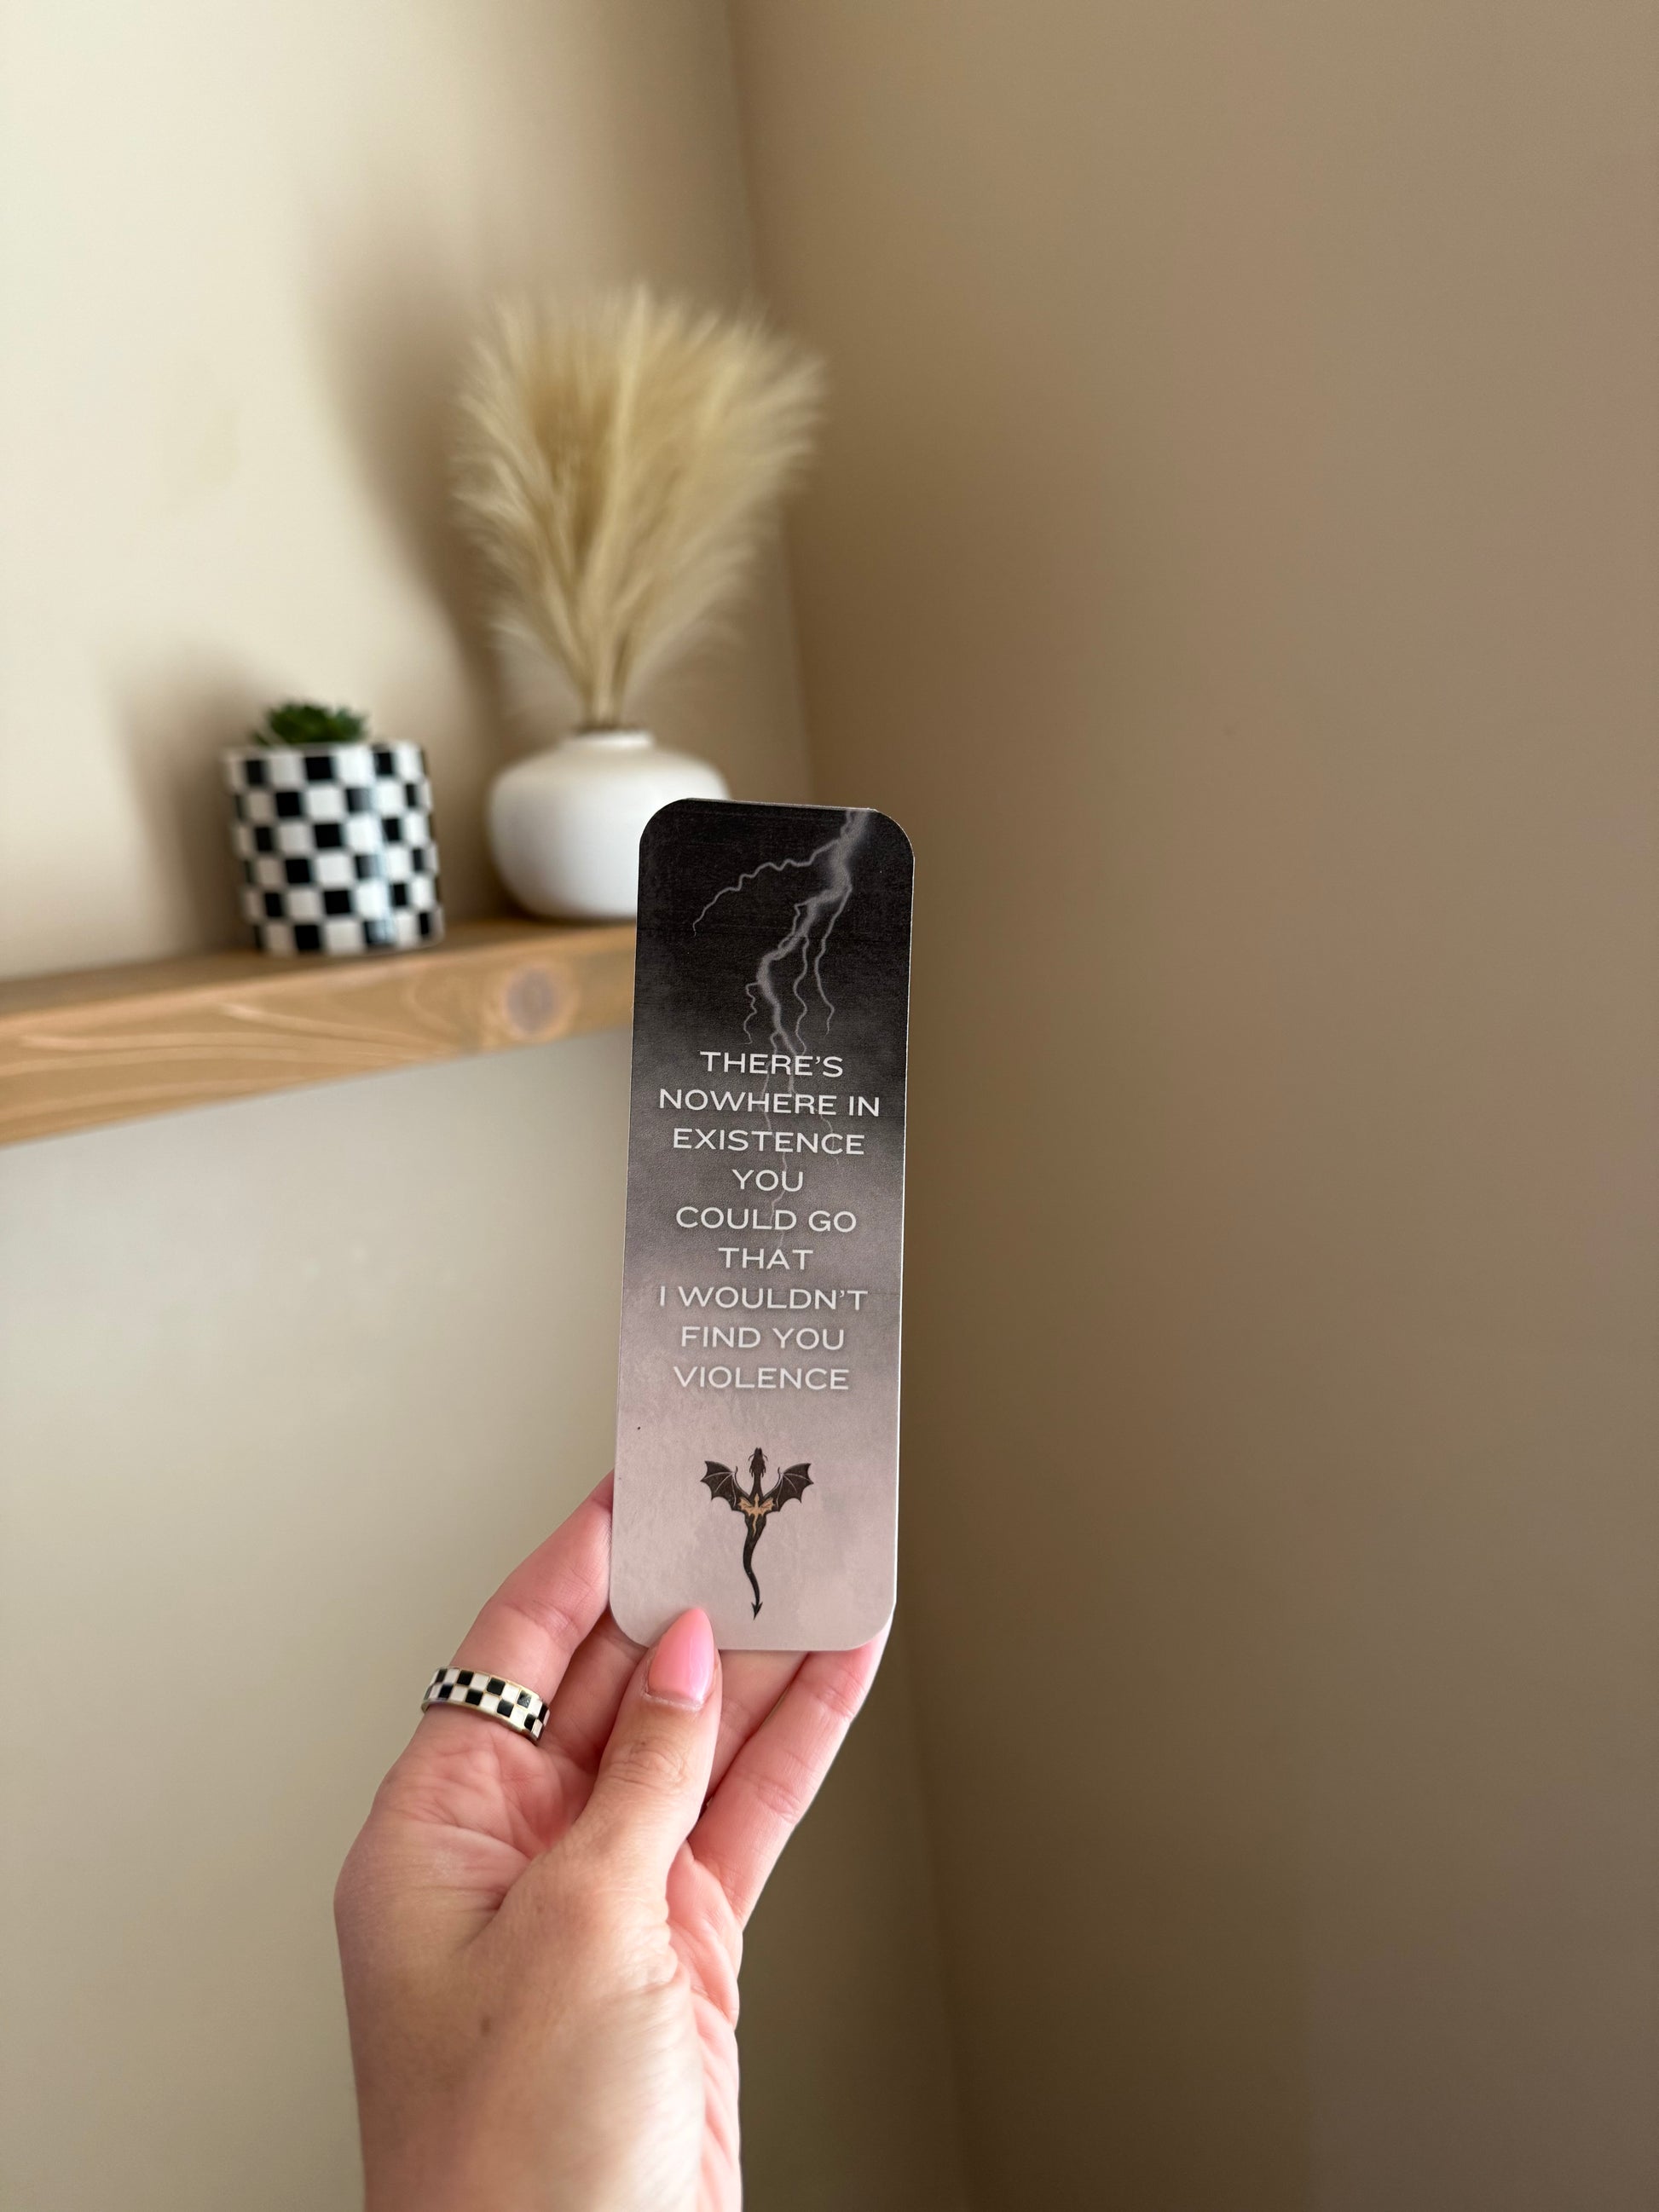 THERE'S
NOWHERE IN
EXISTENCE
YOU
COULD GO
THAT
I WOULDN'T
FIND YOU
VIOLENCE